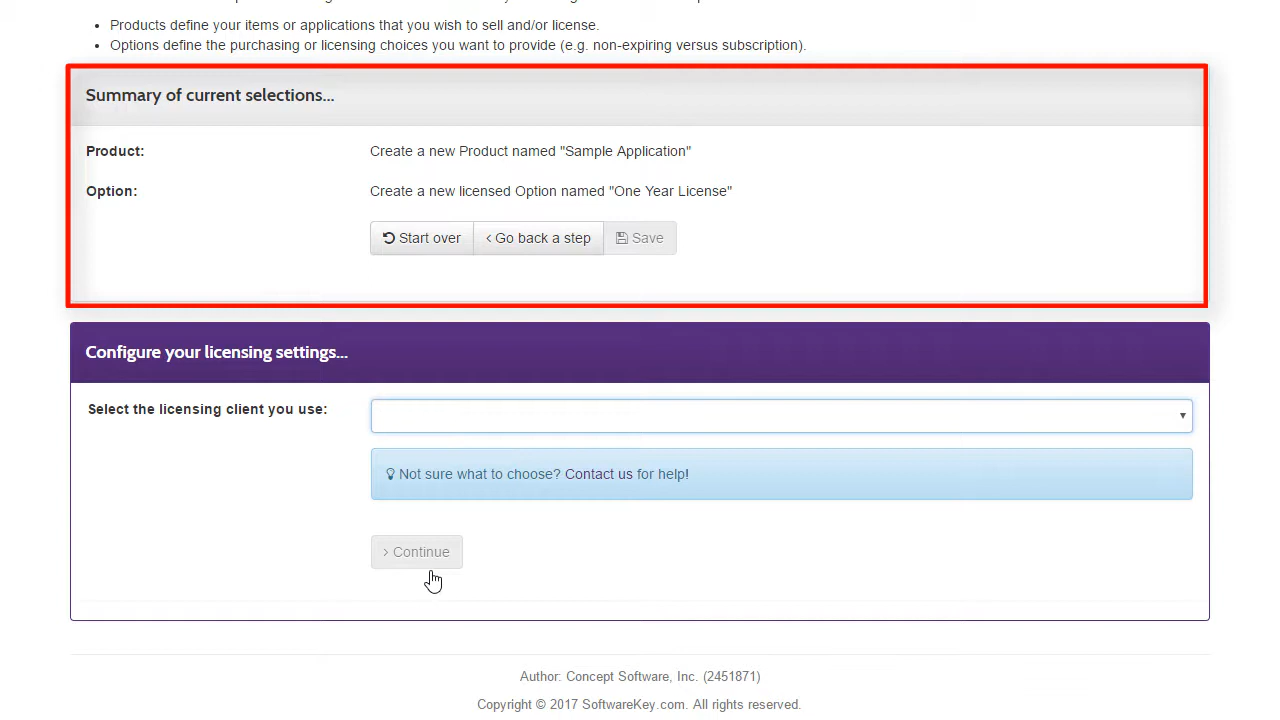 • Products define your items or applications that you wish to sell and/or license.
• Options define the purchasing or licensing choices you want to provide (e.g. non-expiring versus subscription).
Summary of current selections...
Product: Create a new Product named "Sample Application"
Option: Create a new licensed Option named "One Year License"
Start over < Go back a step Save
Configure your licensing settings...
Select the licensing client you use:
Not sure what to choose? Contact us for help!
> Continue
Author: Concept Software, Inc. (2451871)
Copyright © 2017 SoftwareKey.com. All rights reserved.